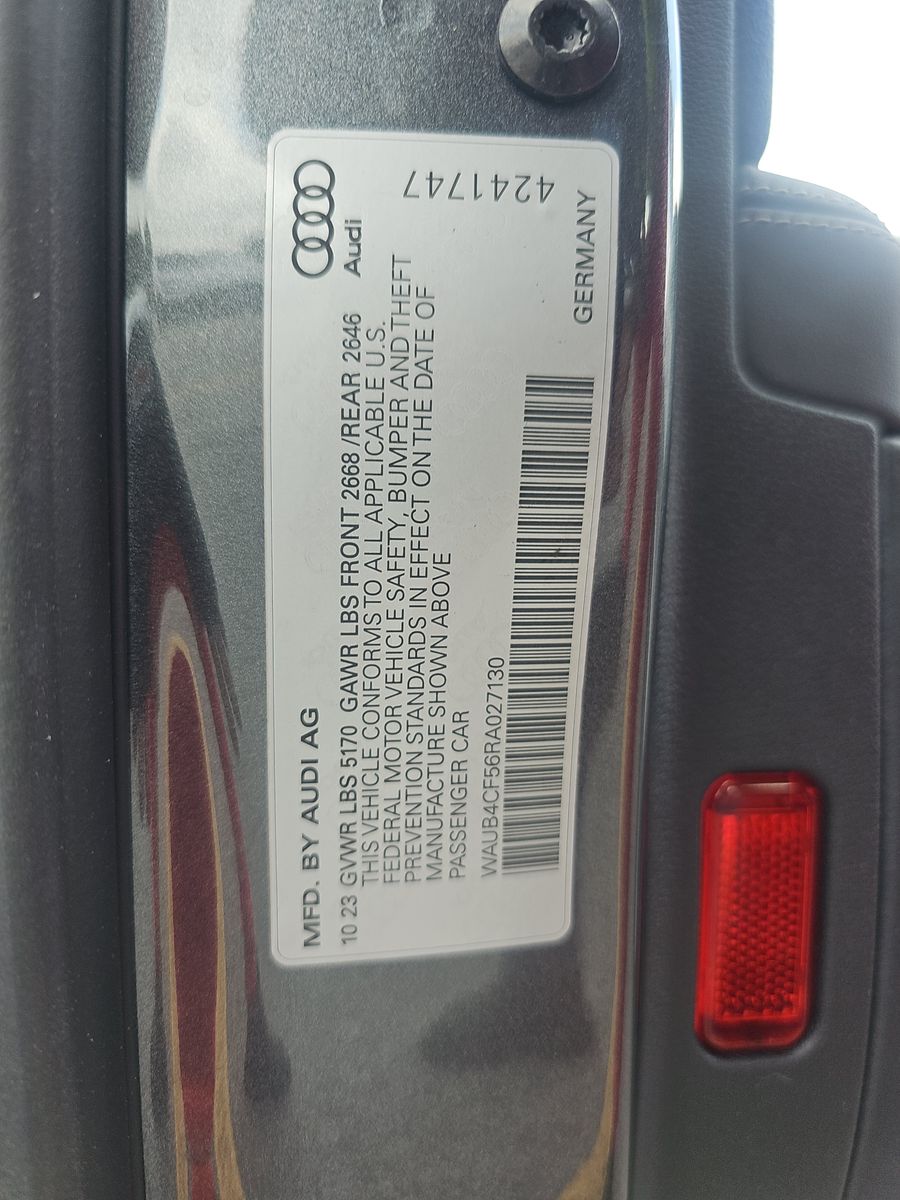 MFD. BY AUDI AG
Audi
10 23 GVWR LBS 5170 GAWR LBS FRONT 2668 /REAR 2646
THIS VEHICLE CONFORMS TO ALL APPLICABLE U.S.
FEDERAL MOTOR VEHICLE SAFETY, BUMPER AND THEFT
PREVENTION STANDARDS IN EFFECT ON THE DATE OF
MANUFACTURE SHOWN ABOVE
PASSENGER CAR
WAUB4CF56RA027130
4241747
GERMANY